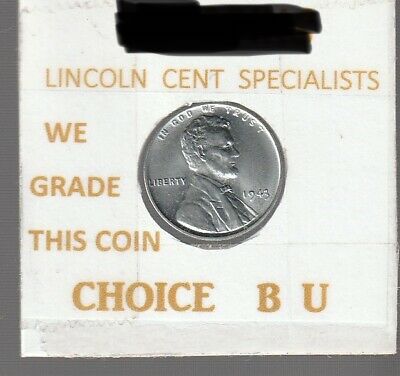 LINCOLN CENT SPECIALISTS
WE
GRADE
THIS COIN
IN GOD WE TRUST
LIBERTY
1943
CHOICE B U